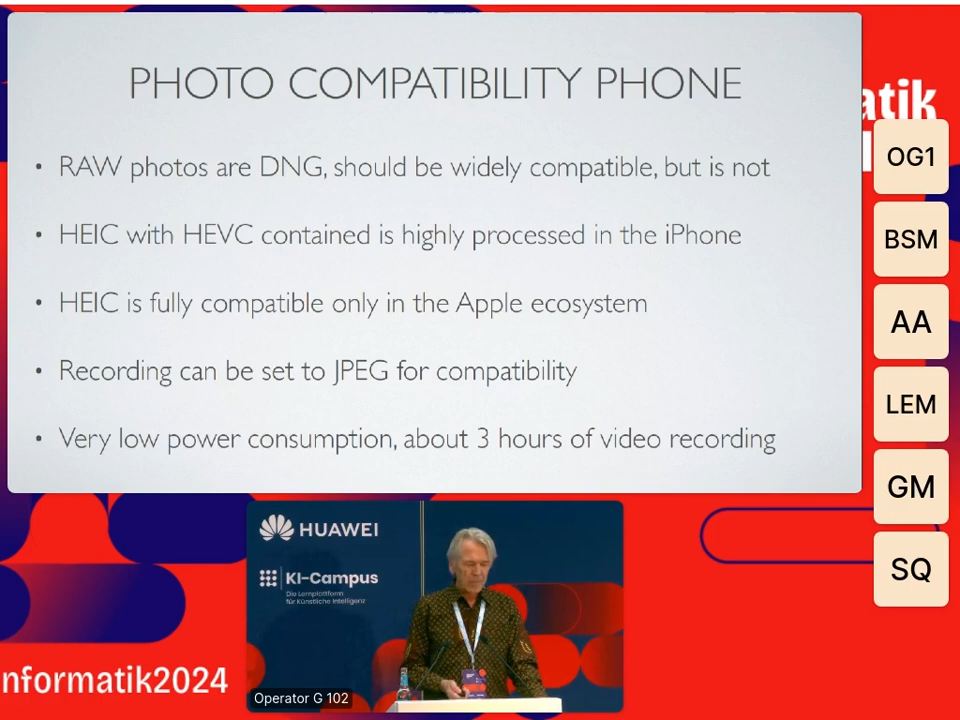 PHOTO COMPATIBILITY PHONE
• RAW photos are DNG, should be widely compatible, but is not
• HEIC with HEVC contained is highly processed in the iPhone
• HEIC is fully compatible only in the Apple ecosystem
• Recording can be set to JPEG for compatibility
• Very low power consumption, about 3 hours of video recording
atik
OG1
BSM
AA
LEM
GM
SQ
HUAWEI
KI-Campus
Die Lernplattform
für Künstliche Intelligenz
Operator G 102
nformatik2024